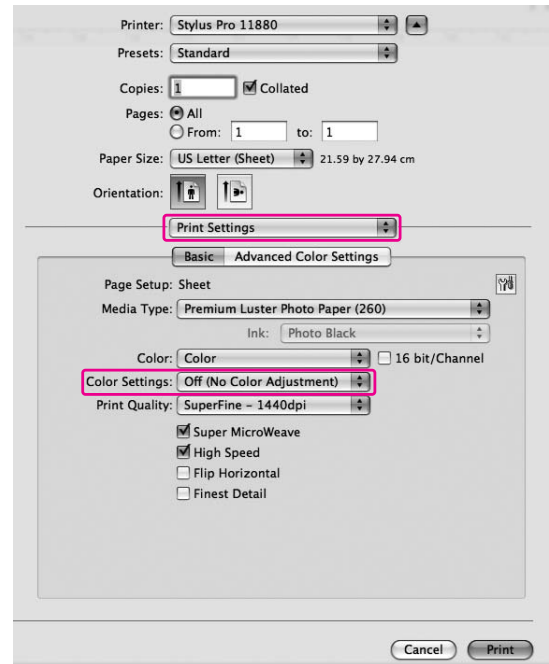 Printer: Stylus Pro 11880
Presets: Standard
Copies: 1 Collated
Pages: All
From: 1 to: 1
Paper Size: US Letter (Sheet) 21.59 by 27.94 cm
Orientation:
Print Settings
Basic Advanced Color Settings
Page Setup: Sheet
Media Type: Premium Luster Photo Paper (260)
Ink: Photo Black
Color: Color 16 bit/Channel
Color Settings: Off (No Color Adjustment)
Print Quality: SuperFine – 1440dpi
Super MicroWeave
High Speed
Flip Horizontal
Finest Detail
Cancel Print